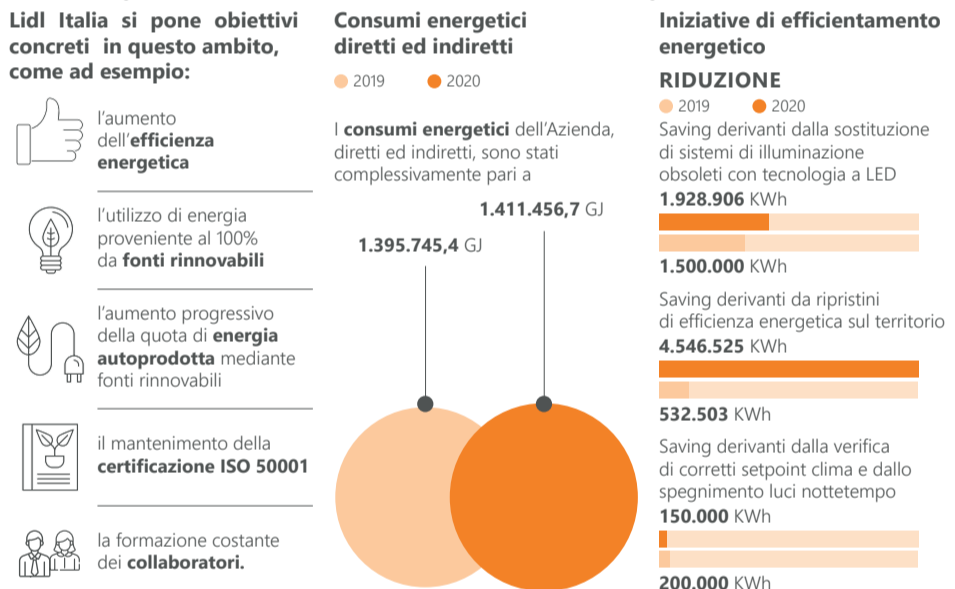 Lidl Italia si pone obiettivi
concreti in questo ambito,
come ad esempio:
l'aumento
dell'efficienza
energetica
l'utilizzo di energia
proveniente al 100%
da fonti rinnovabili
l'aumento progressivo
della quota di energia
autoprodotta mediante
fonti rinnovabili
il mantenimento della
certificazione ISO 50001
la formazione costante
dei collaboratori.
Consumi energetici
diretti ed indiretti
2019 2020
I consumi energetici dell'Azienda,
diretti ed indiretti, sono stati
complessivamente pari a
1.411.456,7 GJ
1.395.745,4 GJ
Iniziative di efficientamento
energetico
RIDUZIONE
2019 2020
Saving derivanti dalla sostituzione
di sistemi di illuminazione
obsoleti con tecnologia a LED
1.928.906 KWh
1.500.000 KWh
Saving derivanti da ripristini
di efficienza energetica sul territorio
4.546.525 KWh
532.503 KWh
Saving derivanti dalla verifica
di corretti setpoint clima e dallo
spegnimento luci nottetempo
150.000 KWh
200.000 KWh